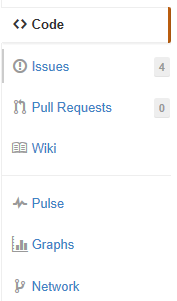 Code
Issues 4
Pull Requests 0
Wiki
Pulse
Graphs
Network